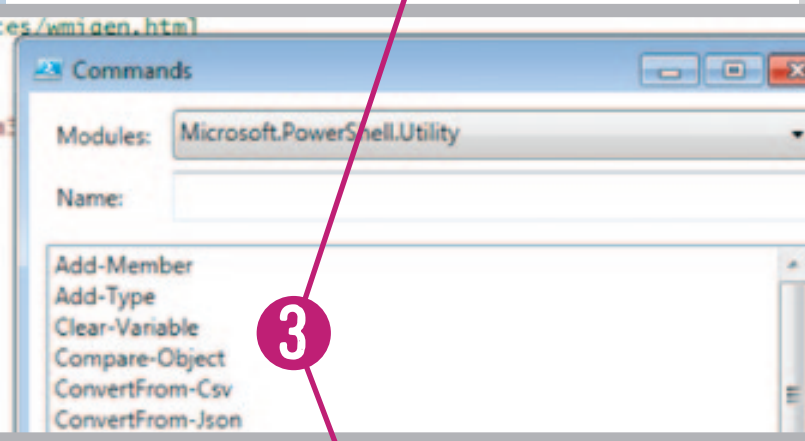 es/wmigen.html
Commands
Modules: Microsoft.PowerShell.Utility
Name:
Add-Member
Add-Type
Clear-Variable
3
Compare-Object
ConvertFrom-Csv
ConvertFrom-Json